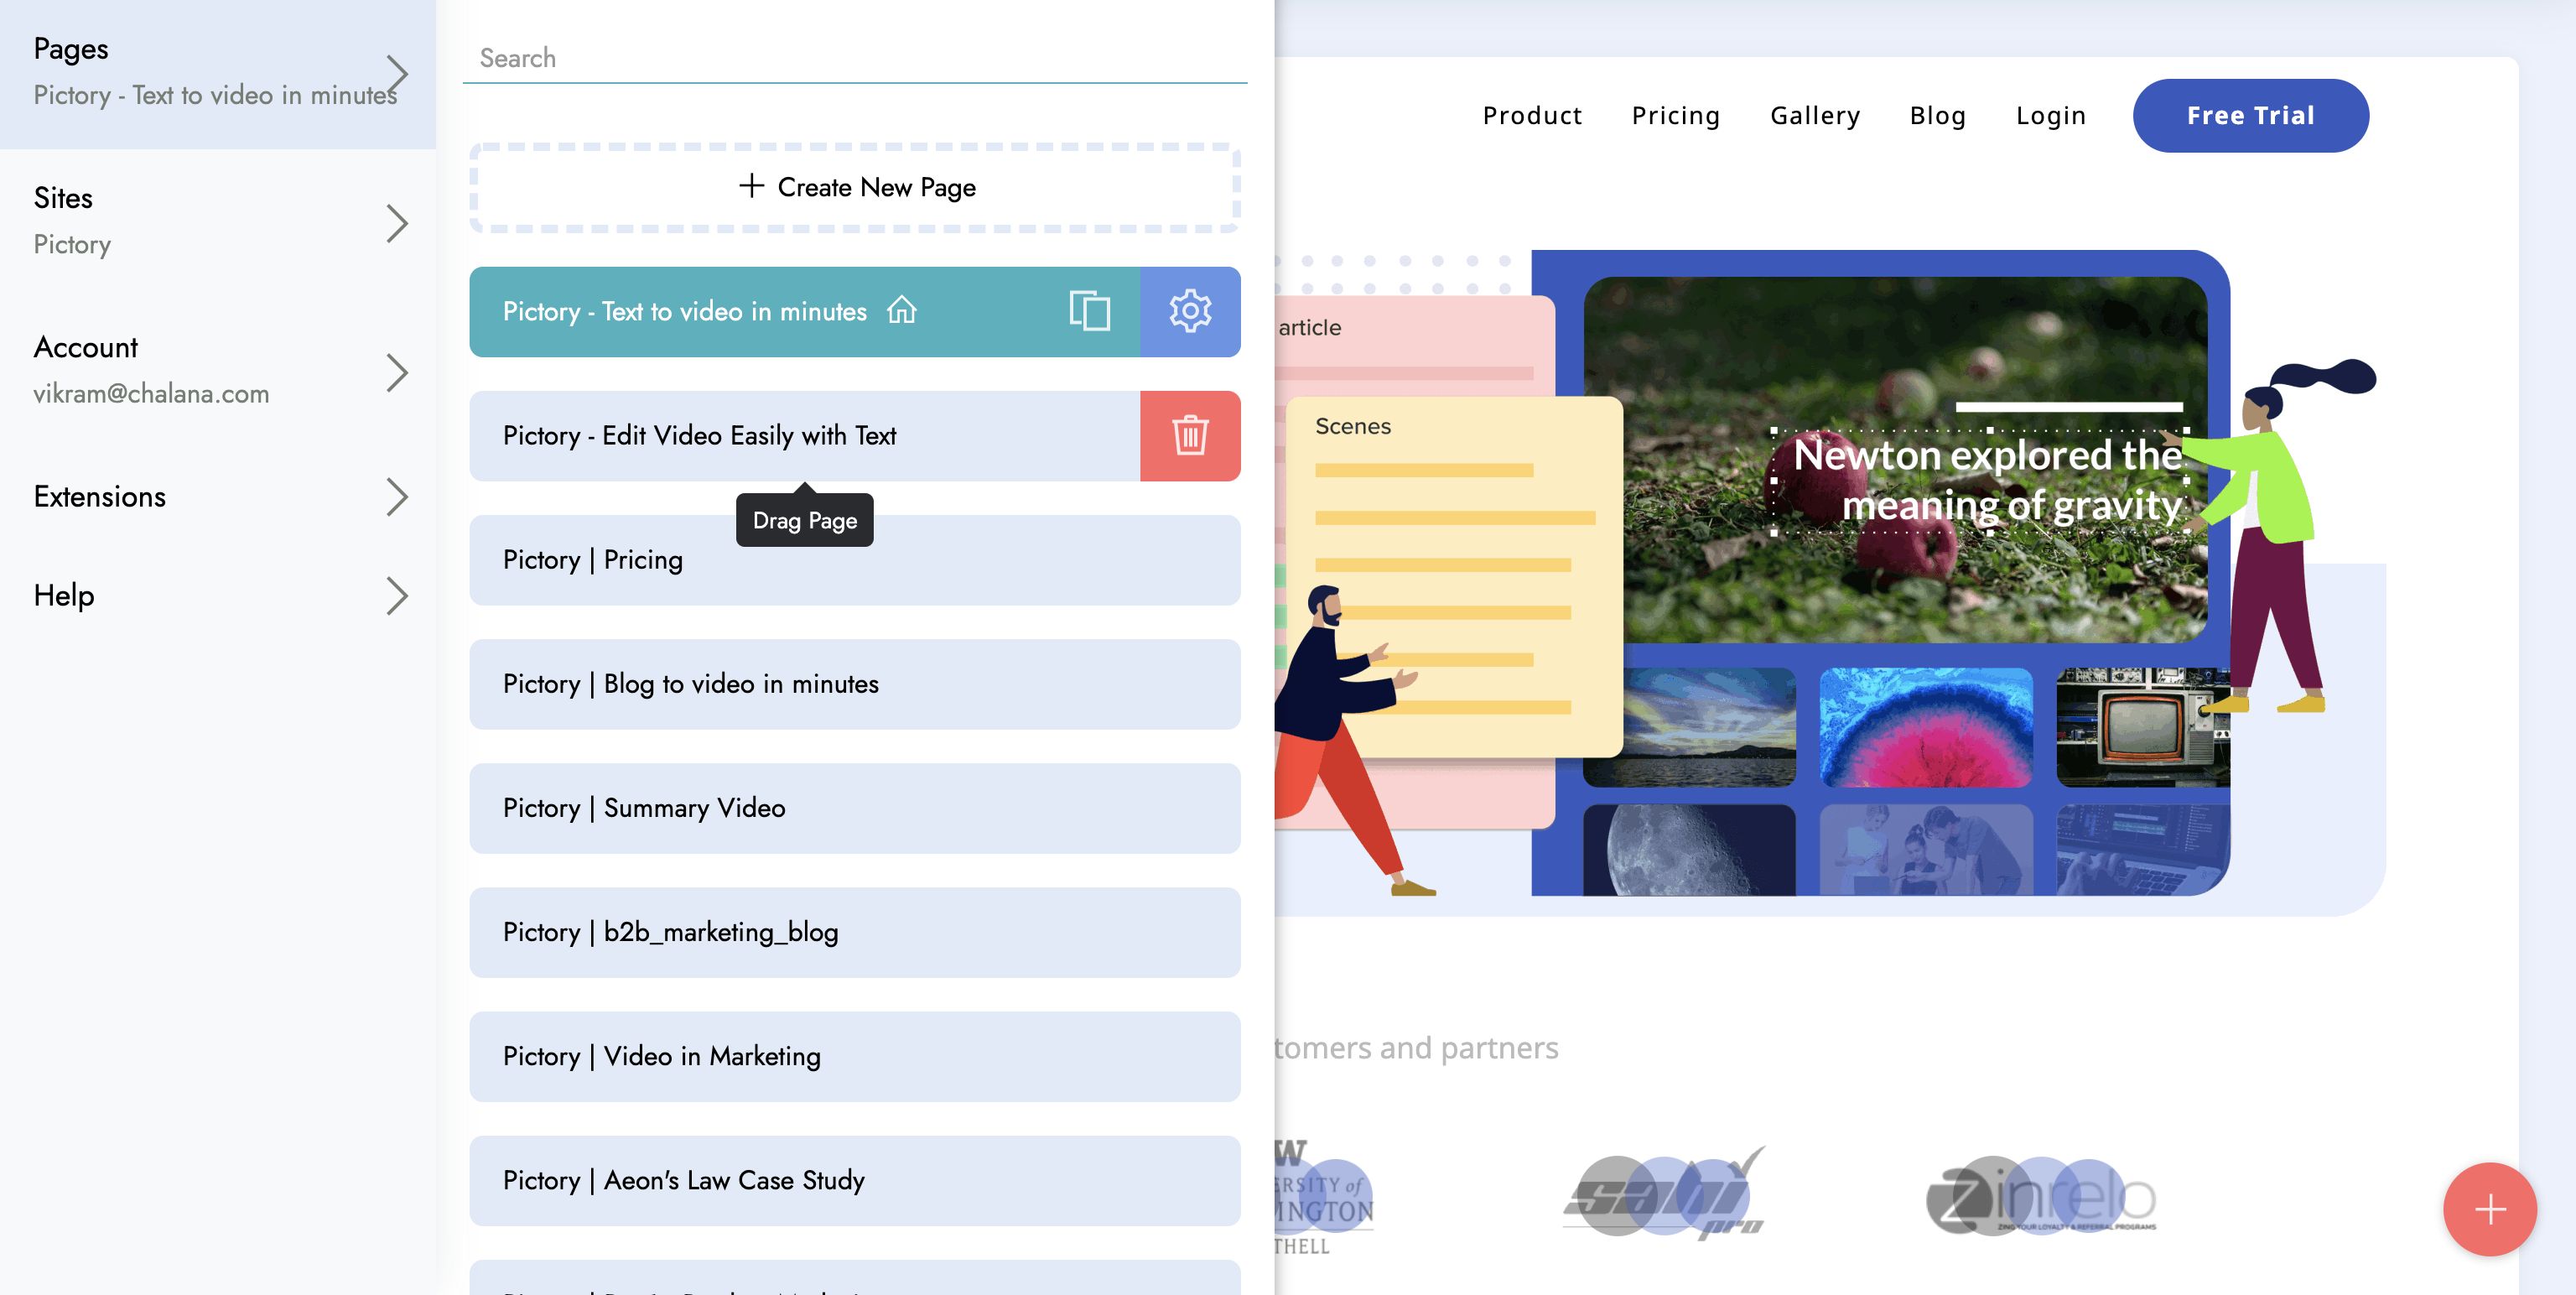 Pages
Pictory - Text to video in minutes
Sites
Pictory
Account
vikram@chalana.com
Extensions
Help
Search
Create New Page
Pictory - Text to video in minutes
Pictory - Edit Video Easily with Text
Drag Page
Pictory | Pricing
Pictory | Blog to video in minutes
Pictory | Summary Video
Pictory | b2b_marketing_blog
Pictory | Video in Marketing
Pictory | Aeon's Law Case Study
Product
Pricing
Gallery
Blog
Login
Free Trial
article
Scenes
Newton explored the
meaning of gravity
tomers and partners
W
ERSITY of
INGTON
THELL
sani
pro
Zinrelo
ZING YOUR LOYALTY & REFERRAL PROGRAMS